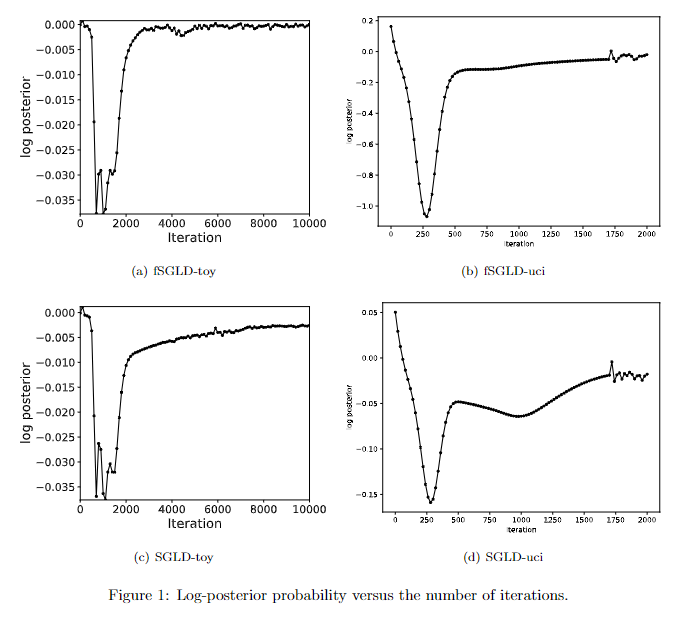 0.000
−0.005
−0.010
−0.015
−0.020
−0.025
−0.030
−0.035
log posterior
0 2000 4000 6000 8000 10000
Iteration
(a) fSGLD-toy
0.2
0.0
−0.2
−0.4
−0.6
−0.8
−1.0
log posterior
0 250 500 750 1000 1250 1500 1750 2000
Iteration
(b) fSGLD-uci
0.000
−0.005
−0.010
−0.015
−0.020
−0.025
−0.030
−0.035
log posterior
0 2000 4000 6000 8000 10000
Iteration
(c) SGLD-toy
0.05
0.00
−0.05
−0.10
−0.15
log posterior
0 250 500 750 1000 1250 1500 1750 2000
Iteration
(d) SGLD-uci
Figure 1: Log-posterior probability versus the number of iterations.